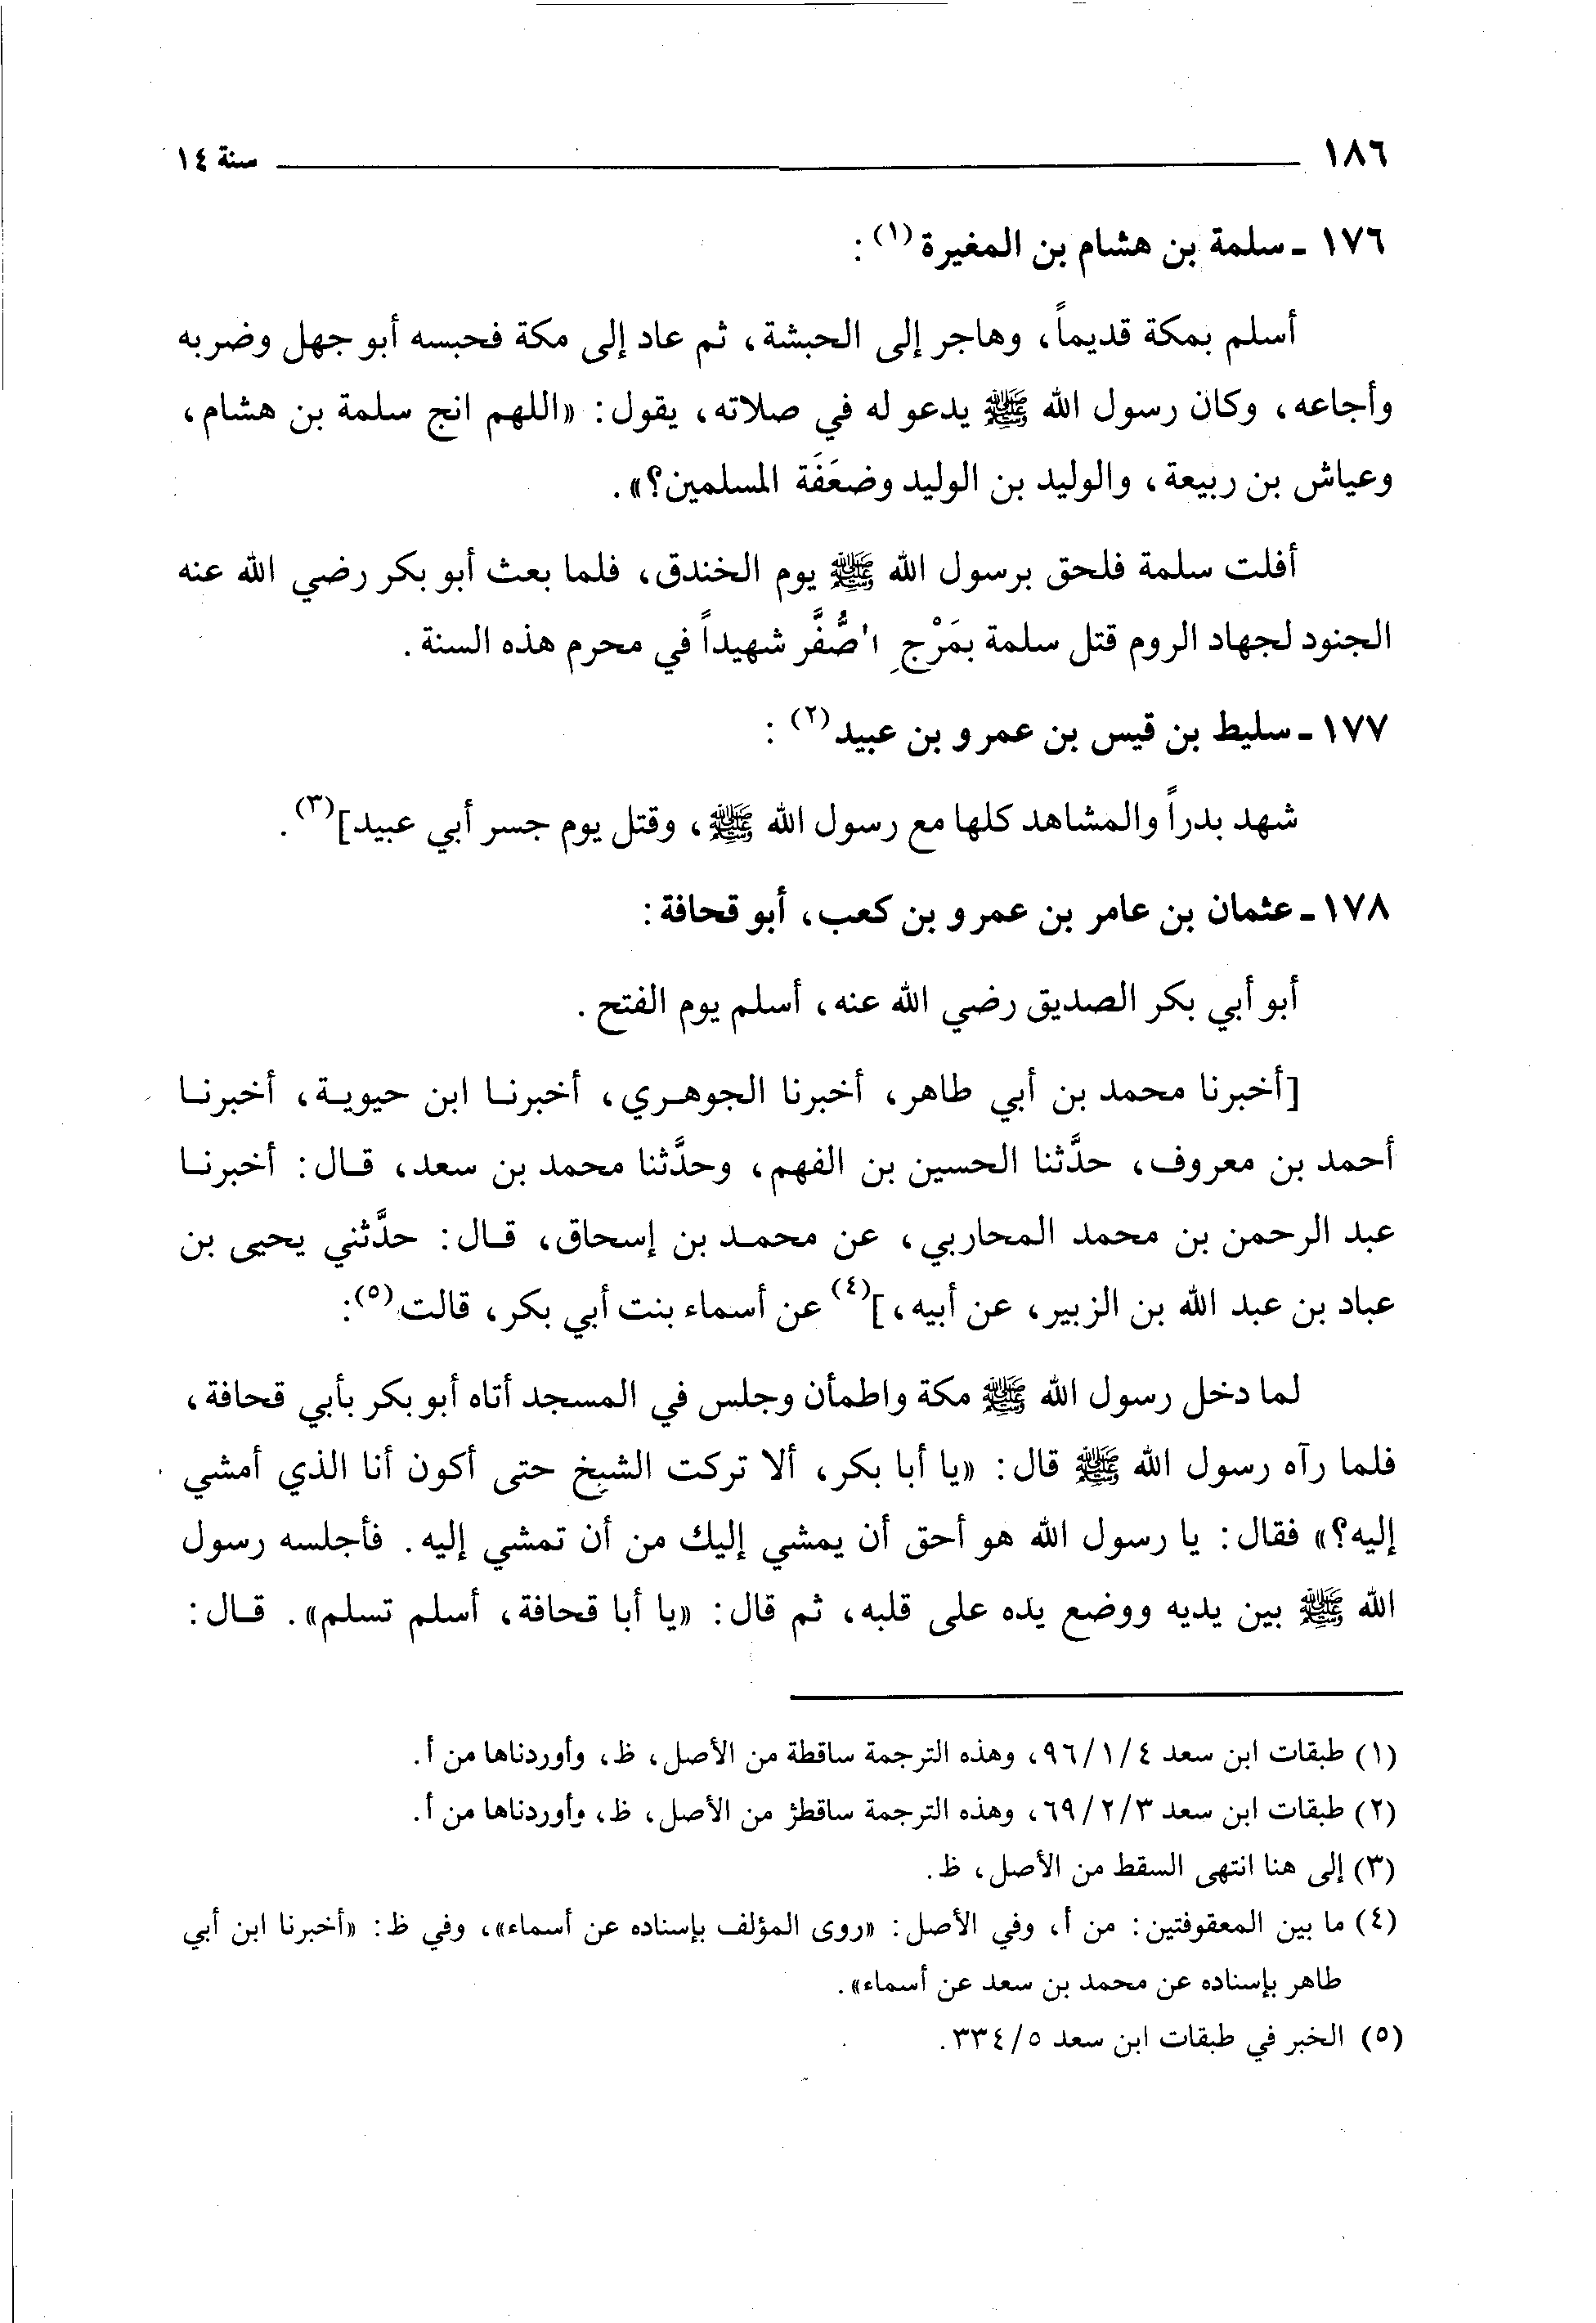 ١٨٦ سنة ١٤
١٧٦ - سلمة بن هشام بن المغيرة(١):
أسلم بمكة قديماً، وهاجر إلى الحبشة، ثم عاد إلى مكة فحبسه أبو جهل وضربه
وأجاعه، وكان رسول الله ﷺ يدعو له في صلاته، يقول: «اللهم انج سلمة بن هشام،
وعياش بن ربيعة، والوليد بن الوليد وضعَفَة المسلمين؟».
أفلت سلمة فلحق برسول الله ﷺ يوم الخندق، فلما بعث أبو بكر رضي الله عنه
الجنود لجهاد الروم قتل سلمة بمَرْجِ الصُّفَّر شهيداً في محرم هذه السنة.
١٧٧ - سليط بن قيس بن عمرو بن عبيد(٢):
شهد بدراً والمشاهد كلها مع رسول الله ﷺ، وقتل يوم جسر أبي عبيد](٣).
١٧٨ - عثمان بن عامر بن عمرو بن كعب، أبو قحافة:
أبو أبي بكر الصديق رضي الله عنه، أسلم يوم الفتح.
[أخبرنا محمد بن أبي طاهر، أخبرنا الجوهري، أخبرنا ابن حيوية، أخبرنا
أحمد بن معروف، حدَّثنا الحسين بن الفهم، وحدَّثنا محمد بن سعد، قال: أخبرنا
عبد الرحمن بن محمد المحاربي، عن محمد بن إسحاق، قال: حدَّثني يحيى بن
عباد بن عبد الله بن الزبير، عن أبيه،](٤) عن أسماء بنت أبي بكر، قالت(٥):
لما دخل رسول الله ﷺ مكة واطمأن وجلس في المسجد أتاه أبو بكر بأبي قحافة،
فلما رآه رسول الله ﷺ قال: «يا أبا بكر، ألا تركت الشيخ حتى أكون أنا الذي أمشي
إليه؟» فقال: يا رسول الله هو أحق أن يمشي إليك من أن تمشي إليه. فأجلسه رسول
الله ﷺ بين يديه ووضع يده على قلبه، ثم قال: «يا أبا قحافة، أسلم تسلم». قال:
(١) طبقات ابن سعد ٤/١/٩٦، وهذه الترجمة ساقطة من الأصل، ظ، وأوردناها من أ.
(٢) طبقات ابن سعد ٣/٢/٦٩، وهذه الترجمة ساقطژ من الأصل، ظ، وأوردناها من أ.
(٣) إلى هنا انتهى السقط من الأصل، ظ.
(٤) ما بين المعقوفتين: من أ، وفي الأصل: «روى المؤلف بإسناده عن أسماء»، وفي ظ: «أخبرنا ابن أبي
طاهر بإسناده عن محمد بن سعد عن أسماء».
(٥) الخبر في طبقات ابن سعد ٥/٣٣٤.